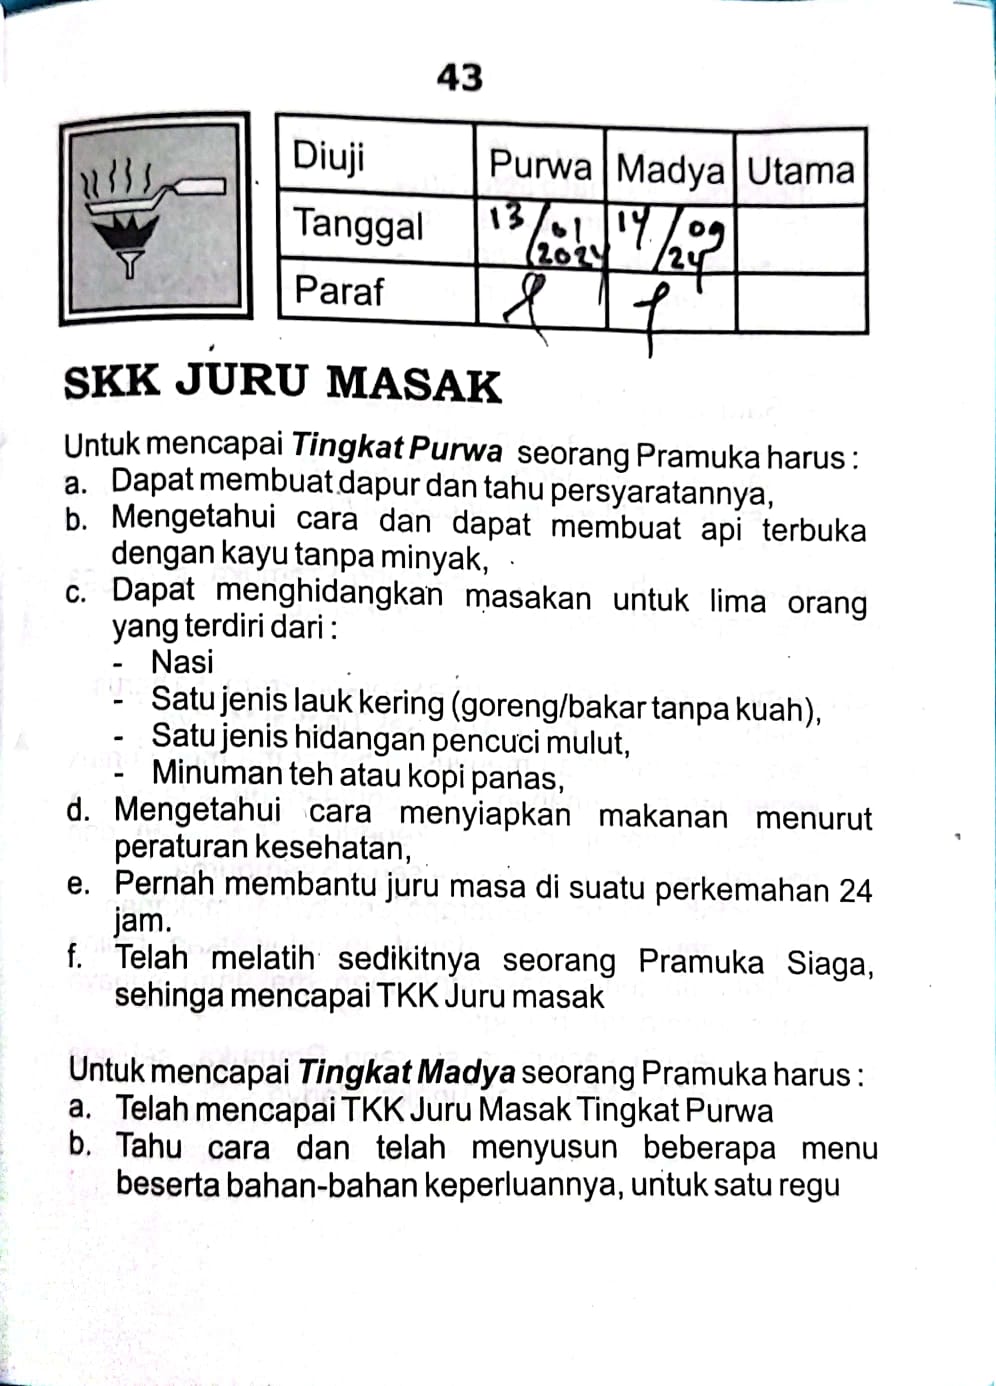 43
Diuji Purwa Madya Utama
Tanggal 13/01/2024 14/09/24
Paraf
SKK JURU MASAK
Untuk mencapai Tingkat Purwa seorang Pramuka harus :
a. Dapat membuat dapur dan tahu persyaratannya,
b. Mengetahui cara dan dapat membuat api terbuka
dengan kayu tanpa minyak,
c. Dapat menghidangkan masakan untuk lima orang
yang terdiri dari :
- Nasi
- Satu jenis lauk kering (goreng/bakar tanpa kuah),
- Satu jenis hidangan pencuci mulut,
- Minuman teh atau kopi panas,
d. Mengetahui cara menyiapkan makanan menurut
peraturan kesehatan,
e. Pernah membantu juru masa di suatu perkemahan 24
jam.
f. Telah melatih sedikitnya seorang Pramuka Siaga,
sehinga mencapai TKK Juru masak
Untuk mencapai Tingkat Madya seorang Pramuka harus :
a. Telah mencapai TKK Juru Masak Tingkat Purwa
b. Tahu cara dan telah menyusun beberapa menu
beserta bahan-bahan keperluannya, untuk satu regu